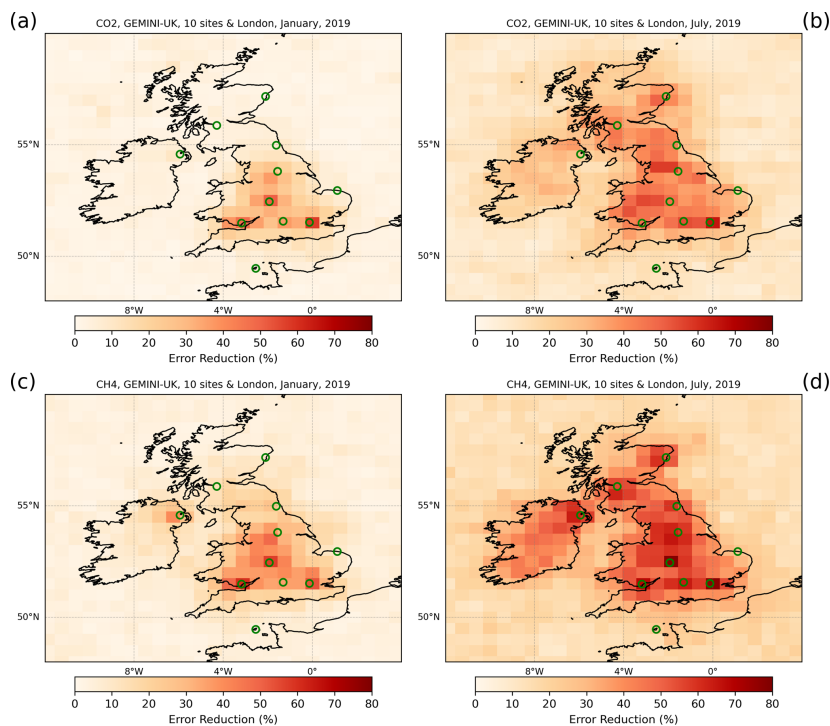 (a)
CO2, GEMINI-UK, 10 sites & London, January, 2019
CO2, GEMINI-UK, 10 sites & London, July, 2019
(b)
55°N
50°N
8°W 4°W 0°
0 10 20 30 40 50 60 70 80
Error Reduction (%)
55°N
50°N
8°W 4°W 0°
0 10 20 30 40 50 60 70 80
Error Reduction (%)
(c)
CH4, GEMINI-UK, 10 sites & London, January, 2019
CH4, GEMINI-UK, 10 sites & London, July, 2019
(d)
55°N
50°N
8°W 4°W 0°
0 10 20 30 40 50 60 70 80
Error Reduction (%)
55°N
50°N
8°W 4°W 0°
0 10 20 30 40 50 60 70 80
Error Reduction (%)